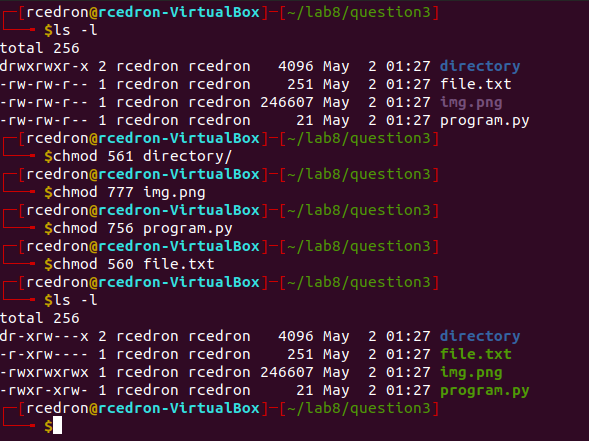 [rcedron@rcedron-VirtualBox]-[~/lab8/question3]
$ls -l
total 256
drwxrwxr-x 2 rcedron rcedron   4096 May  2 01:27 directory
-rw-rw-r-- 1 rcedron rcedron    251 May  2 01:27 file.txt
-rw-rw-r-- 1 rcedron rcedron 246607 May  2 01:27 img.png
-rw-rw-r-- 1 rcedron rcedron     21 May  2 01:27 program.py
[rcedron@rcedron-VirtualBox]-[~/lab8/question3]
$chmod 561 directory/
[rcedron@rcedron-VirtualBox]-[~/lab8/question3]
$chmod 777 img.png
[rcedron@rcedron-VirtualBox]-[~/lab8/question3]
$chmod 756 program.py
[rcedron@rcedron-VirtualBox]-[~/lab8/question3]
$chmod 560 file.txt
[rcedron@rcedron-VirtualBox]-[~/lab8/question3]
$ls -l
total 256
dr-xrw---x 2 rcedron rcedron   4096 May  2 01:27 directory
-r-xrw---- 1 rcedron rcedron    251 May  2 01:27 file.txt
-rwxrwxrwx 1 rcedron rcedron 246607 May  2 01:27 img.png
-rwxr-xrw- 1 rcedron rcedron     21 May  2 01:27 program.py
[rcedron@rcedron-VirtualBox]-[~/lab8/question3]
$